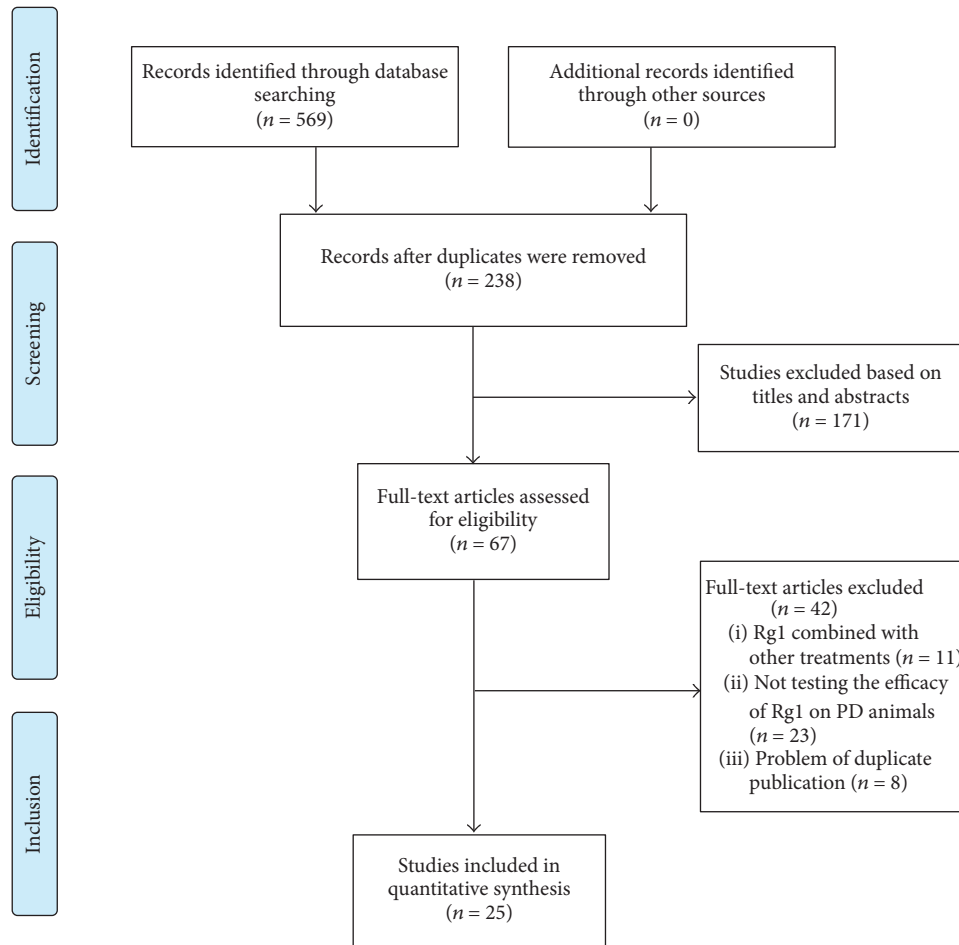 Identification
Records identified through database
searching
(n = 569)
Additional records identified
through other sources
(n = 0)
Records after duplicates were removed
(n = 238)
Screening
Studies excluded based on
titles and abstracts
(n = 171)
Full-text articles assessed
for eligibility
(n = 67)
Eligibility
Full-text articles excluded
(n = 42)
(i) Rg1 combined with
other treatments (n = 11)
(ii) Not testing the efficacy
of Rg1 on PD animals
(n = 23)
(iii) Problem of duplicate
publication (n = 8)
Inclusion
Studies included in
quantitative synthesis
(n = 25)